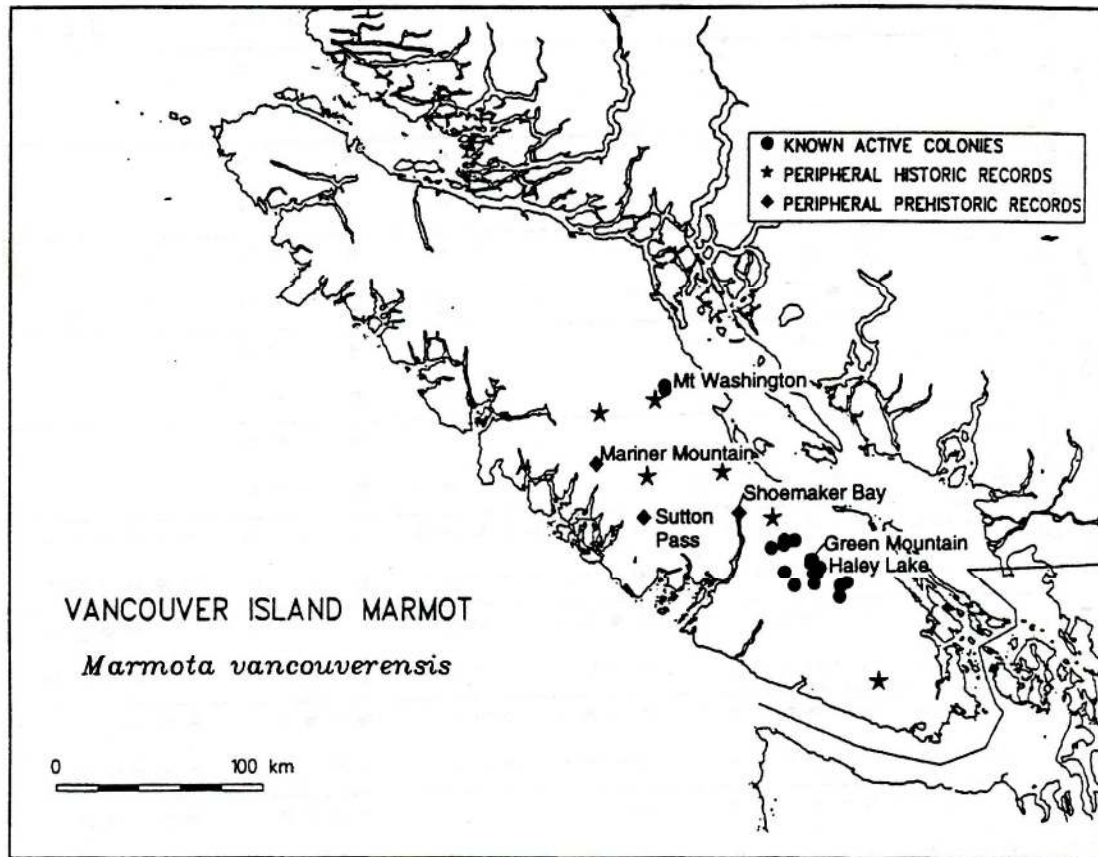 KNOWN ACTIVE COLONIES
PERIPHERAL HISTORIC RECORDS
PERIPHERAL PREHISTORIC RECORDS
Mt Washington
Mariner Mountain
Shoemaker Bay
Sutton
Pass
Green Mountain
Haley Lake
VANCOUVER ISLAND MARMOT
Marmota vancouverensis
0 100 km